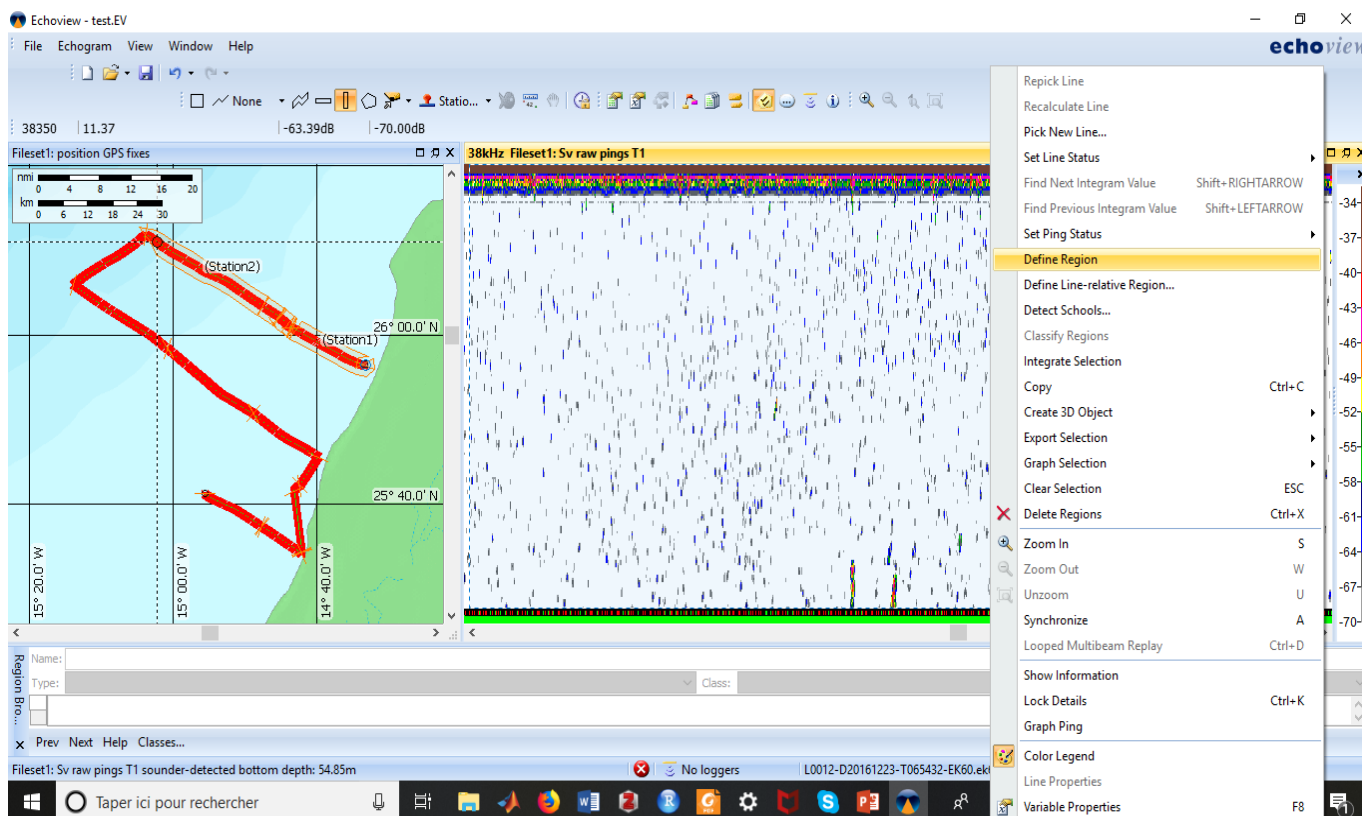 Echoview - test.EV
File Echogram View Window Help
echoview
None
Statio...
38350 11.37 -63.39dB -70.00dB
Fileset1: position GPS fixes
38kHz Fileset1: Sv raw pings T1
nmi
0 4 8 12 16 20
km
0 6 12 18 24 30
(Station2)
26° 00.0' N
(Station1)
25° 40.0' N
15° 20.0' W
15° 00.0' W
14° 40.0' W
Repick Line
Recalculate Line
Pick New Line...
Set Line Status
Find Next Integram Value Shift+RIGHTARROW
Find Previous Integram Value Shift+LEFTARROW
Set Ping Status
Define Region
Define Line-relative Region...
Detect Schools...
Classify Regions
Integrate Selection
Copy Ctrl+C
Create 3D Object
Export Selection
Graph Selection
Clear Selection ESC
Delete Regions Ctrl+X
Zoom In S
Zoom Out W
Unzoom U
Synchronize A
Looped Multibeam Replay Ctrl+D
Show Information
Lock Details Ctrl+K
Graph Ping
Color Legend
Line Properties
Variable Properties F8
-34-
-37-
-40-
-43-
-46-
-49-
-52-
-55-
-58-
-61-
-64-
-67-
-70-
Region Bro...
Name:
Type:
Class:
Prev Next Help Classes...
Fileset1: Sv raw pings T1 sounder-detected bottom depth: 54.85m
No loggers
L0012-D20161223-T065432-EK60.ek
Taper ici pour rechercher